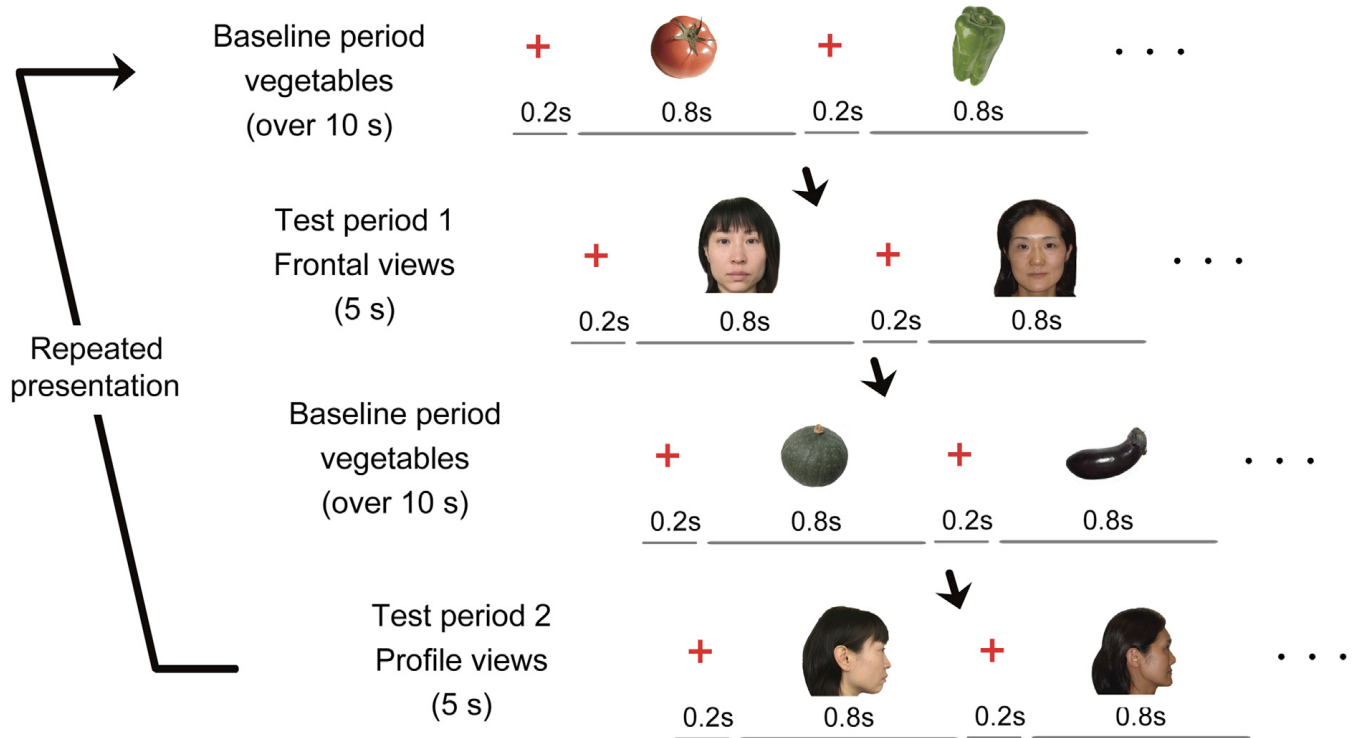 Baseline period
vegetables
(over 10 s)
+ +
. . .
0.2s 0.8s 0.2s 0.8s
Test period 1
Frontal views
(5 s)
+ +
. . .
0.2s 0.8s 0.2s 0.8s
Repeated
presentation
Baseline period
vegetables
(over 10 s)
+ +
. . .
0.2s 0.8s 0.2s 0.8s
Test period 2
Profile views
(5 s)
+ +
. . .
0.2s 0.8s 0.2s 0.8s